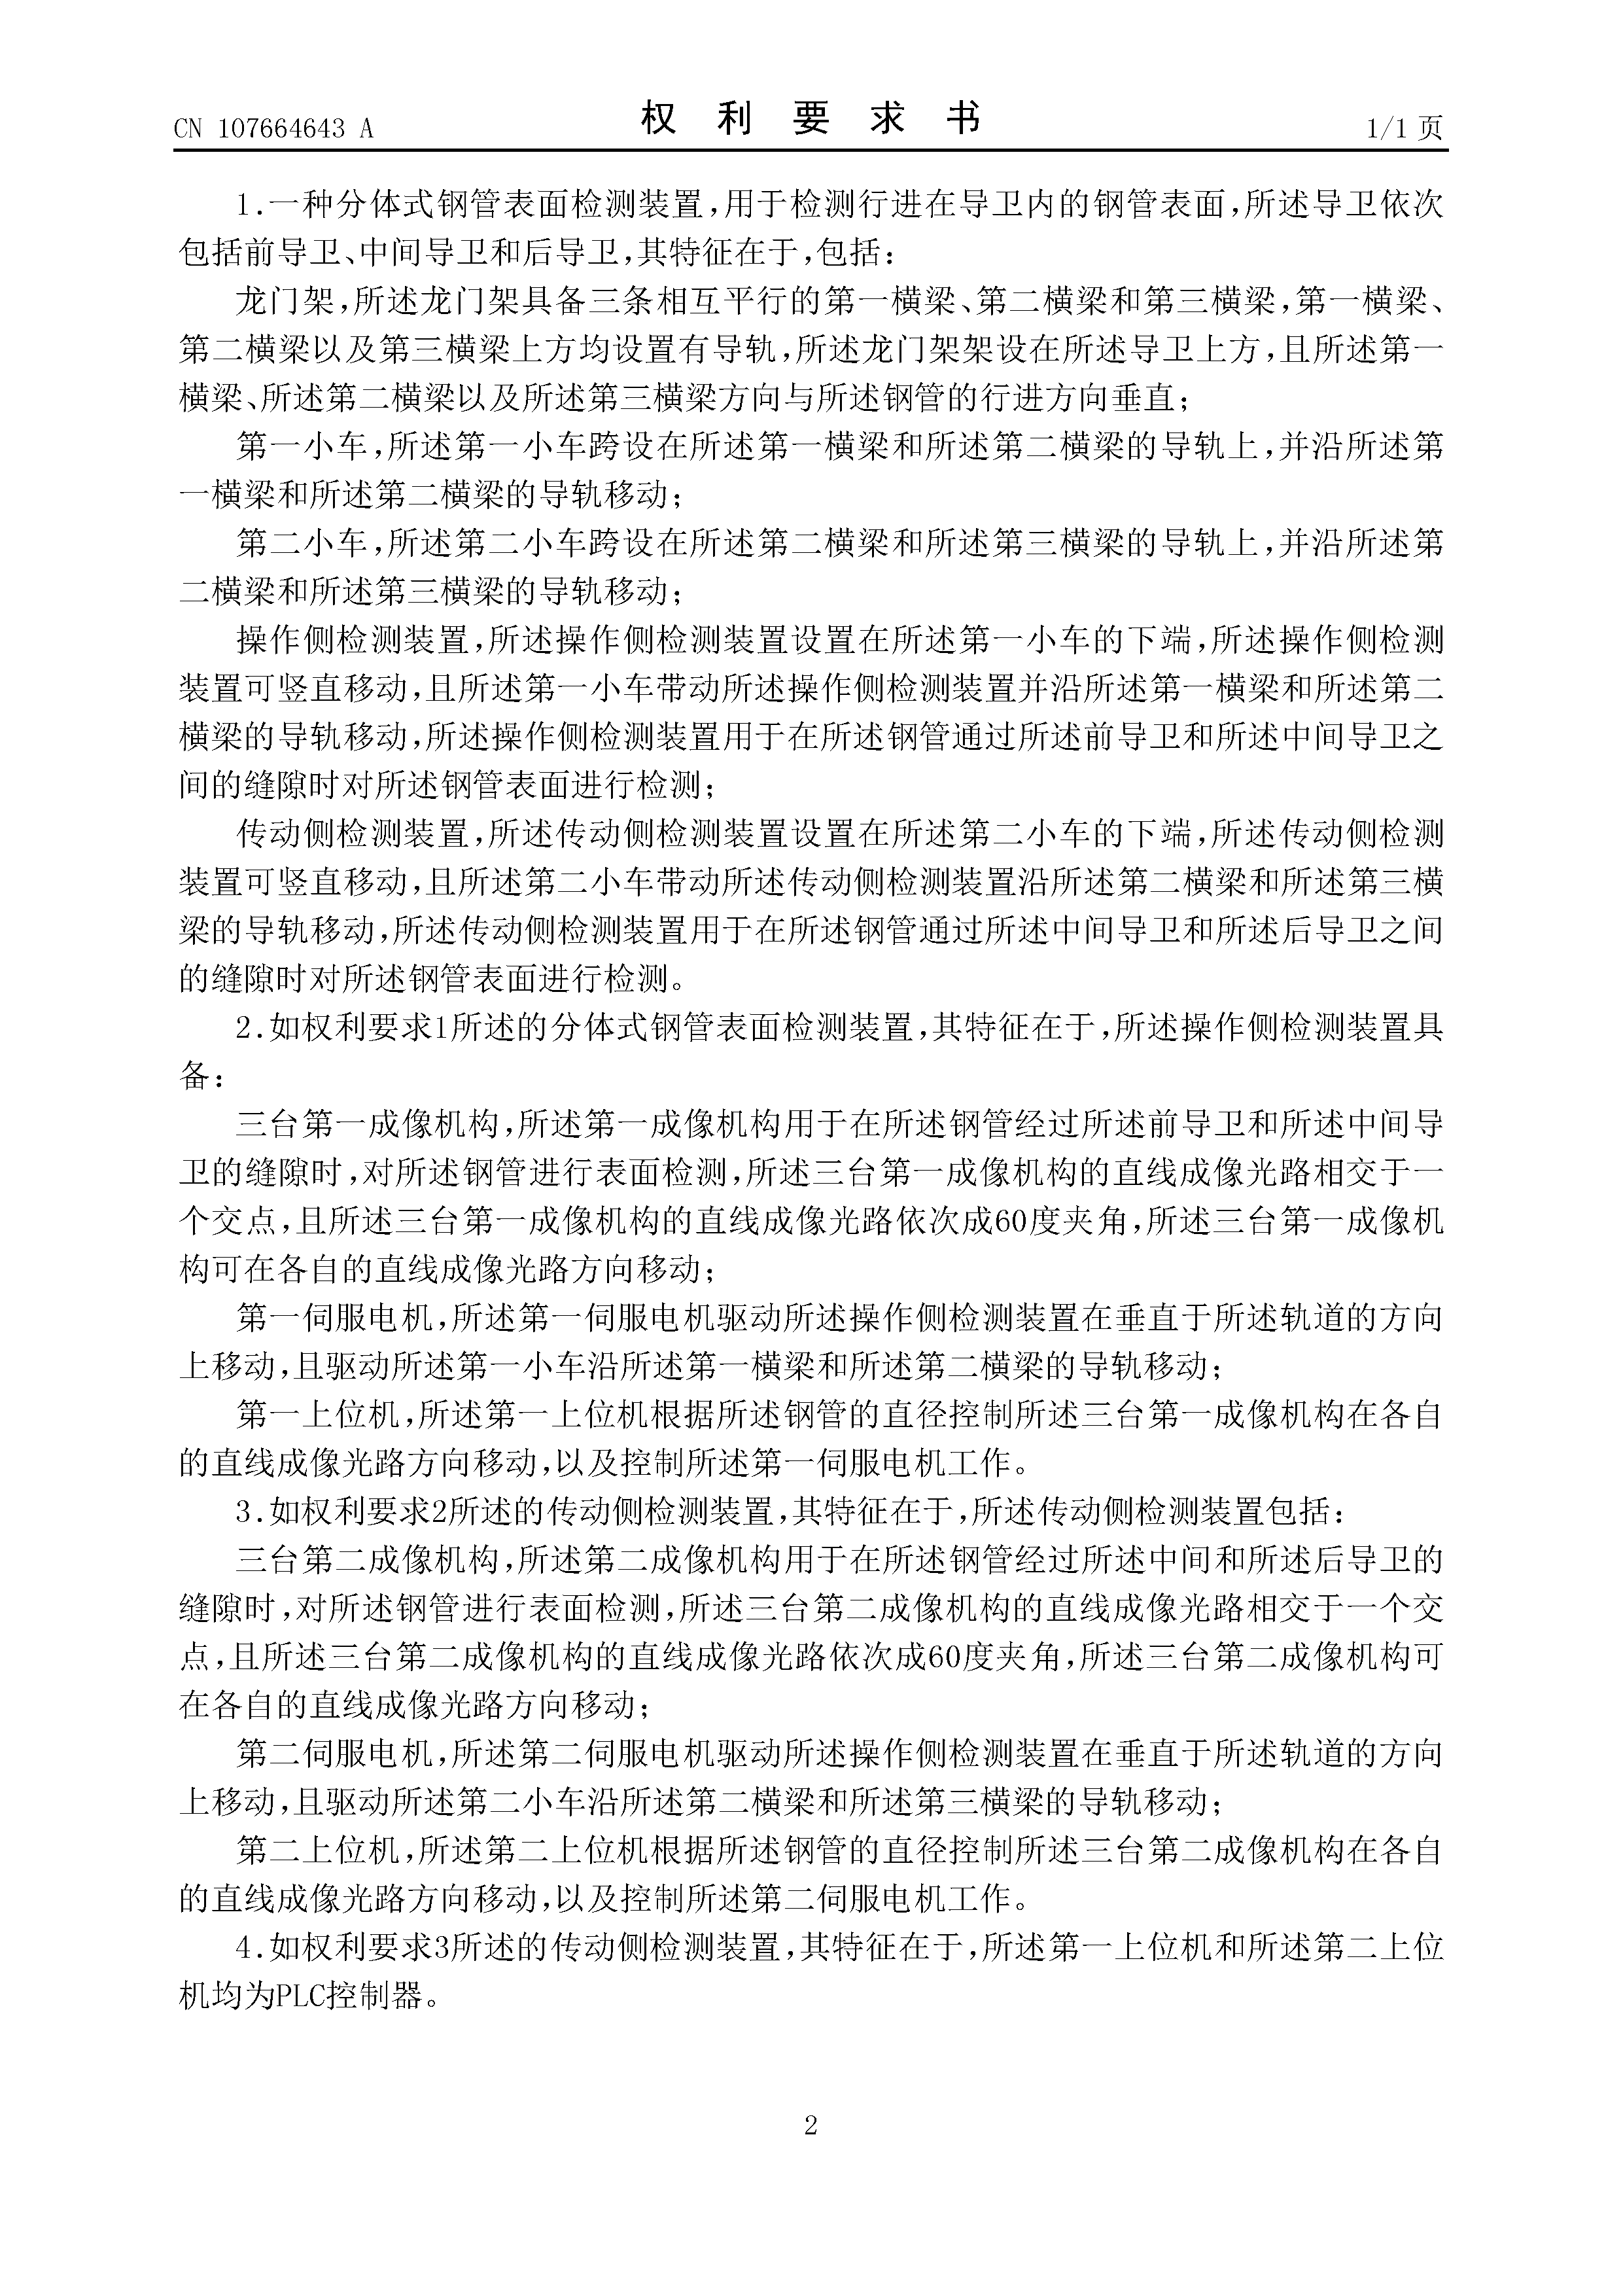 CN 107664643 A
权利要求书
1/1 页
1.一种分体式钢管表面检测装置,用于检测行进在导卫内的钢管表面,所述导卫依次
包括前导卫、中间导卫和后导卫,其特征在于,包括:
龙门架,所述龙门架具备三条相互平行的第一横梁、第二横梁和第三横梁,第一横梁、
第二横梁以及第三横梁上方均设置有导轨,所述龙门架架设在所述导卫上方,且所述第一
横梁、所述第二横梁以及所述第三横梁方向与所述钢管的行进方向垂直;
第一小车,所述第一小车跨设在所述第一横梁和所述第二横梁的导轨上,并沿所述第
一横梁和所述第二横梁的导轨移动;
第二小车,所述第二小车跨设在所述第二横梁和所述第三横梁的导轨上,并沿所述第
二横梁和所述第三横梁的导轨移动;
操作侧检测装置,所述操作侧检测装置设置在所述第一小车的下端,所述操作侧检测
装置可竖直移动,且所述第一小车带动所述操作侧检测装置并沿所述第一横梁和所述第二
横梁的导轨移动,所述操作侧检测装置用于在所述钢管通过所述前导卫和所述中间导卫之
间的缝隙时对所述钢管表面进行检测;
传动侧检测装置,所述传动侧检测装置设置在所述第二小车的下端,所述传动侧检测
装置可竖直移动,且所述第二小车带动所述传动侧检测装置沿所述第二横梁和所述第三横
梁的导轨移动,所述传动侧检测装置用于在所述钢管通过所述中间导卫和所述后导卫之间
的缝隙时对所述钢管表面进行检测。
2.如权利要求1所述的分体式钢管表面检测装置,其特征在于,所述操作侧检测装置具
备:
三台第一成像机构,所述第一成像机构用于在所述钢管经过所述前导卫和所述中间导
卫的缝隙时,对所述钢管进行表面检测,所述三台第一成像机构的直线成像光路相交于一
个交点,且所述三台第一成像机构的直线成像光路依次成60度夹角,所述三台第一成像机
构可在各自的直线成像光路方向移动;
第一伺服电机,所述第一伺服电机驱动所述操作侧检测装置在垂直于所述轨道的方向
上移动,且驱动所述第一小车沿所述第一横梁和所述第二横梁的导轨移动;
第一上位机,所述第一上位机根据所述钢管的直径控制所述三台第一成像机构在各自
的直线成像光路方向移动,以及控制所述第一伺服电机工作。
3.如权利要求2所述的传动侧检测装置,其特征在于,所述传动侧检测装置包括:
三台第二成像机构,所述第二成像机构用于在所述钢管经过所述中间和所述后导卫的
缝隙时,对所述钢管进行表面检测,所述三台第二成像机构的直线成像光路相交于一个交
点,且所述三台第二成像机构的直线成像光路依次成60度夹角,所述三台第二成像机构可
在各自的直线成像光路方向移动;
第二伺服电机,所述第二伺服电机驱动所述操作侧检测装置在垂直于所述轨道的方向
上移动,且驱动所述第二小车沿所述第二横梁和所述第三横梁的导轨移动;
第二上位机,所述第二上位机根据所述钢管的直径控制所述三台第二成像机构在各自
的直线成像光路方向移动,以及控制所述第二伺服电机工作。
4.如权利要求3所述的传动侧检测装置,其特征在于,所述第一上位机和所述第二上位
机均为PLC控制器。
2